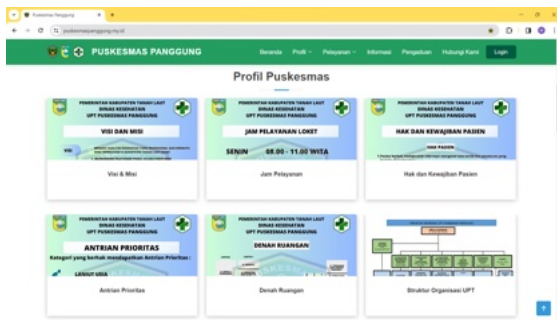 Puskesmas Panggung
puskesmaspanggung.my.id
PUSKESMAS PANGGUNG
Beranda Profil Pelayanan Informasi Pengaduan Hubungi Kami Login
Profil Puskesmas
PEMERINTAH KABUPATEN TANAH LAUT
DINAS KESEHATAN
UPT PUSKESMAS PANGGUNG
VISI DAN MISI
VISI
Visi & Misi
PEMERINTAH KABUPATEN TANAH LAUT
DINAS KESEHATAN
UPT PUSKESMAS PANGGUNG
JAM PELAYANAN LOKET
SENIN 08.00 - 11.00 WITA
Jam Pelayanan
PEMERINTAH KABUPATEN TANAH LAUT
DINAS KESEHATAN
UPT PUSKESMAS PANGGUNG
HAK DAN KEWAJIBAN PASIEN
HAK PASIEN
Hak dan Kewajiban Pasien
PEMERINTAH KABUPATEN TANAH LAUT
DINAS KESEHATAN
UPT PUSKESMAS PANGGUNG
ANTRIAN PRIORITAS
Kategori yang berhak mendapatkan Antrian Prioritas :
LANJUT USIA
Antrian Prioritas
PEMERINTAH KABUPATEN TANAH LAUT
DINAS KESEHATAN
UPT PUSKESMAS PANGGUNG
DENAH RUANGAN
Denah Ruangan
Struktur Organisasi UPT